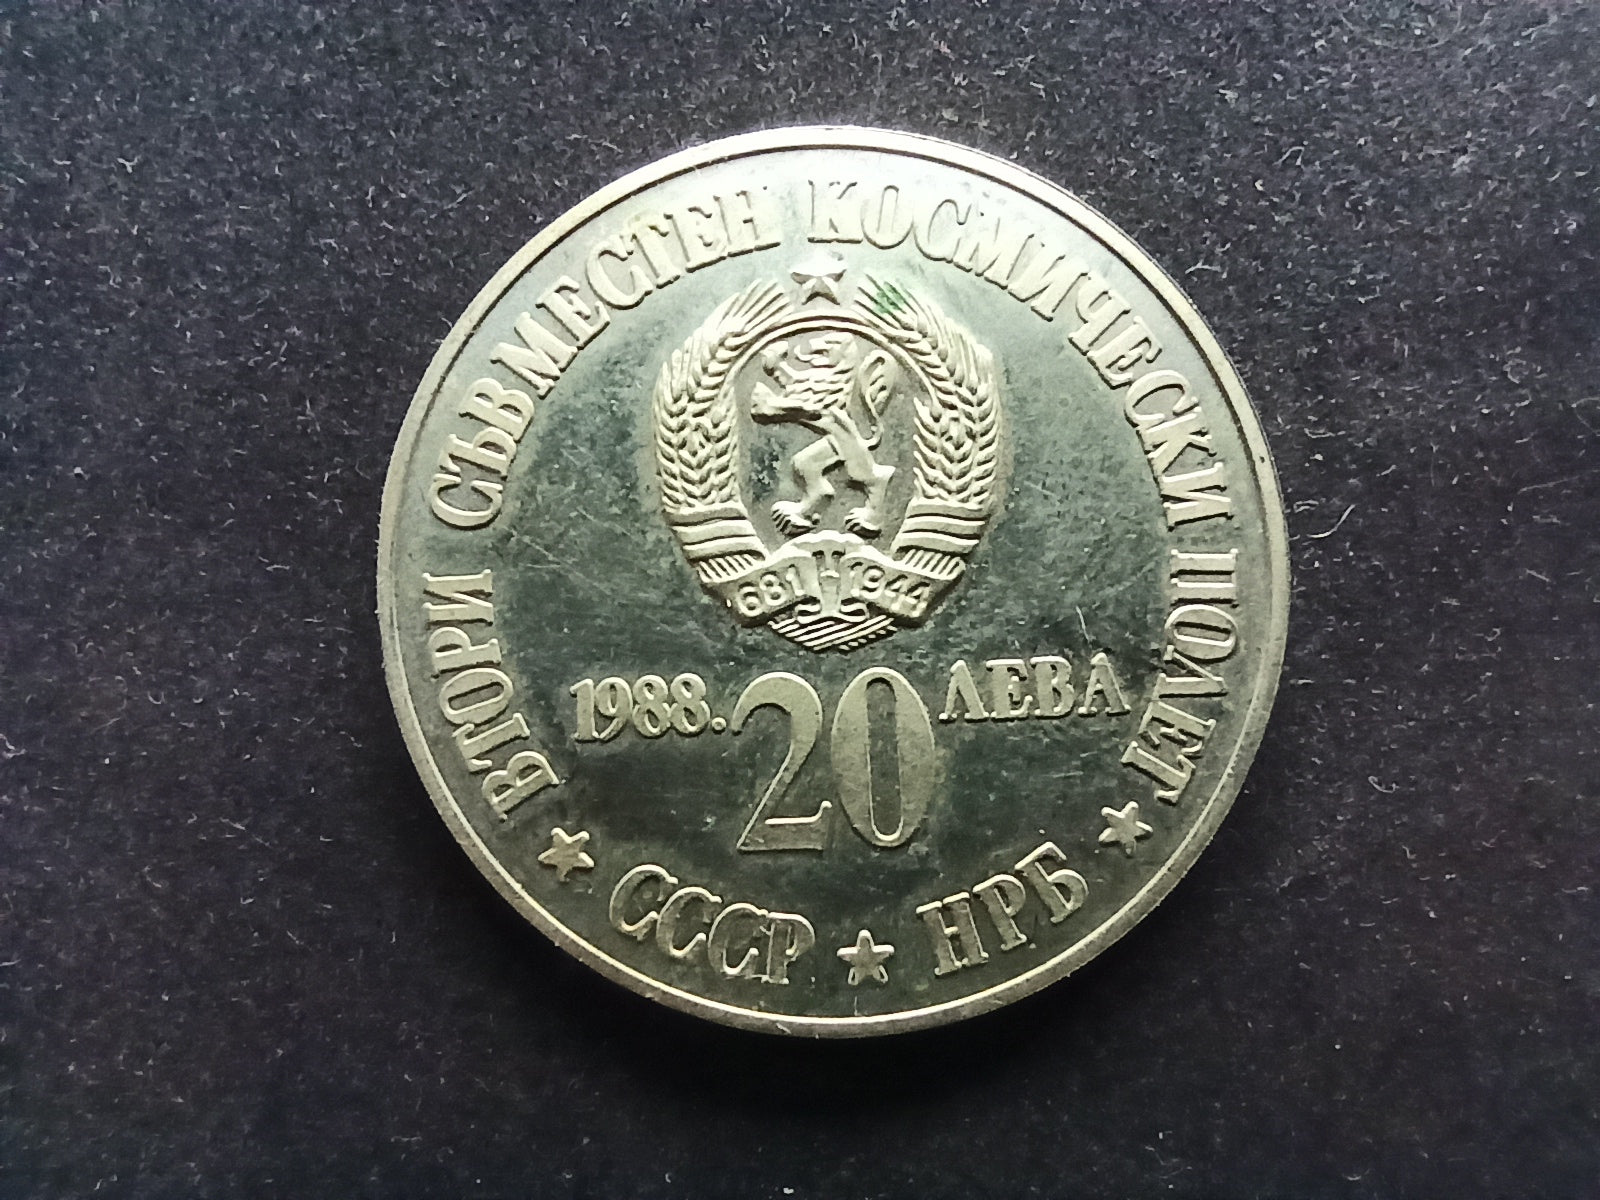 ВТОРИ СЪВМЕСТЕН КОСМИЧЕСКИ ПОЛЕТ
681 1944
1988. 20 ЛЕВА
СССР ★ НРБ